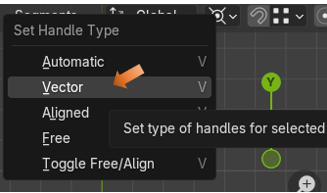 Segments Global
Set Handle Type
Automatic V
Vector V
Aligned
Free
Toggle Free/Align V
Set type of handles for selected
Y